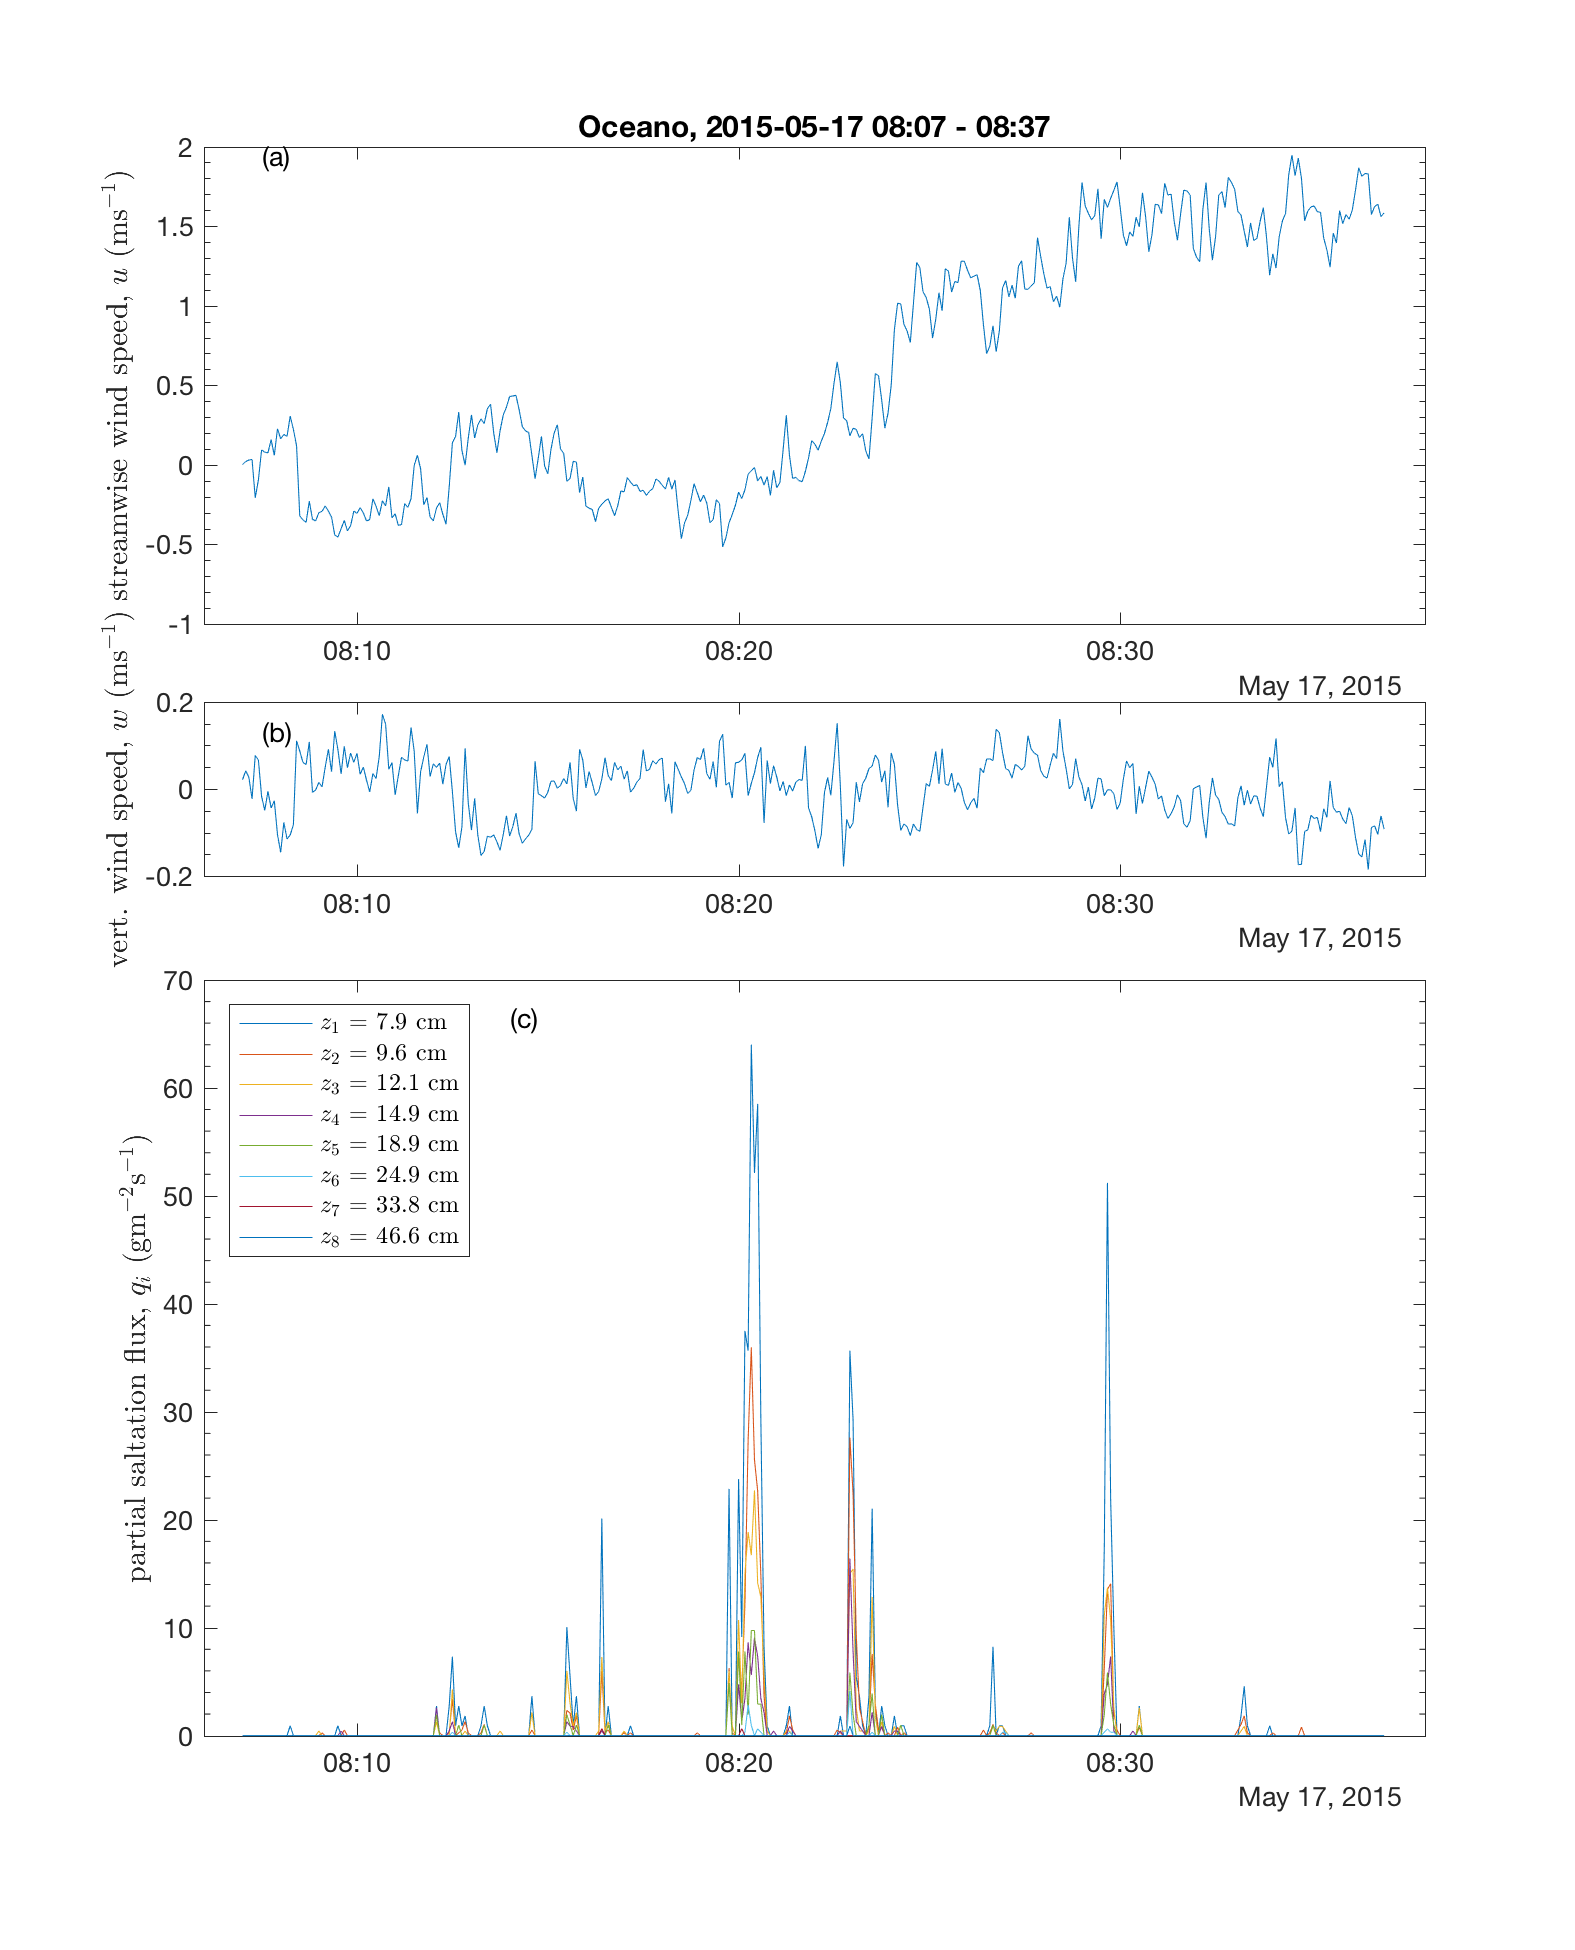 Oceano, 2015-05-17 08:07 - 08:37
(a)
streamwise wind speed, u (ms⁻¹)
2
1.5
1
0.5
0
-0.5
-1
08:10 08:20 08:30
May 17, 2015
(b)
vert. wind speed, w (ms⁻¹)
0.2
0
-0.2
08:10 08:20 08:30
May 17, 2015
(c)
partial saltation flux, qᵢ (gm⁻²s⁻¹)
70
60
50
40
30
20
10
0
z₁ = 7.9 cm
z₂ = 9.6 cm
z₃ = 12.1 cm
z₄ = 14.9 cm
z₅ = 18.9 cm
z₆ = 24.9 cm
z₇ = 33.8 cm
z₈ = 46.6 cm
08:10 08:20 08:30
May 17, 2015